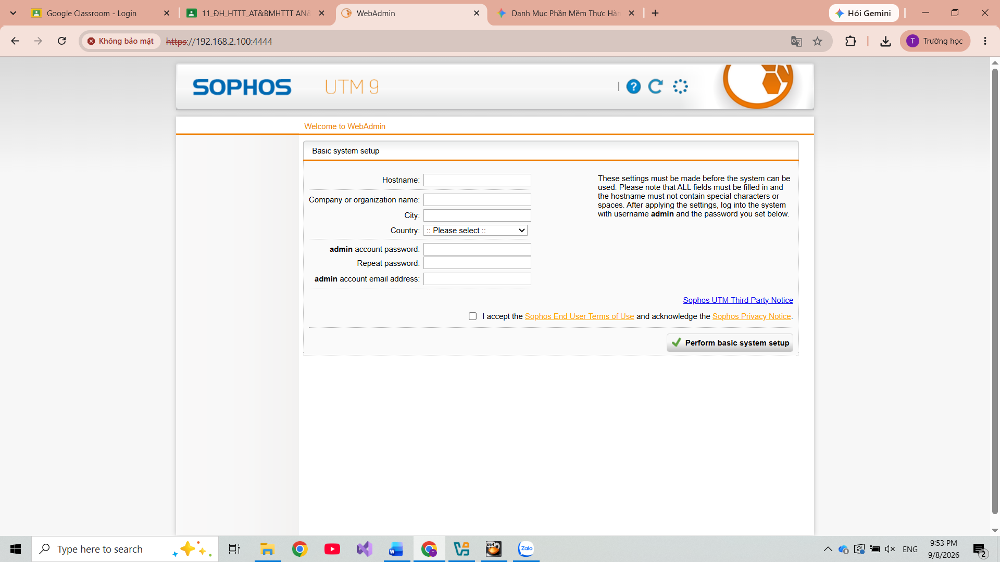 Google Classroom - Login
11_ĐH_HTTT_AT&BMHTTT AN&
WebAdmin
Danh Mục Phần Mềm Thực Hàn
Hỏi Gemini
Không bảo mật
https://192.168.2.100:4444
T
Trường học
SOPHOS
UTM 9
|
?
Welcome to WebAdmin
Basic system setup
Hostname:
These settings must be made before the system can be
used. Please note that ALL fields must be filled in and
the hostname must not contain special characters or
spaces. After applying the settings, log into the system
with username admin and the password you set below.
Company or organization name:
City:
Country:
:: Please select ::
admin account password:
Repeat password:
admin account email address:
Sophos UTM Third Party Notice
I accept the Sophos End User Terms of Use and acknowledge the Sophos Privacy Notice.
Perform basic system setup
Type here to search
W
T
X64
Zalo
ENG
9:53 PM
9/8/2026
2